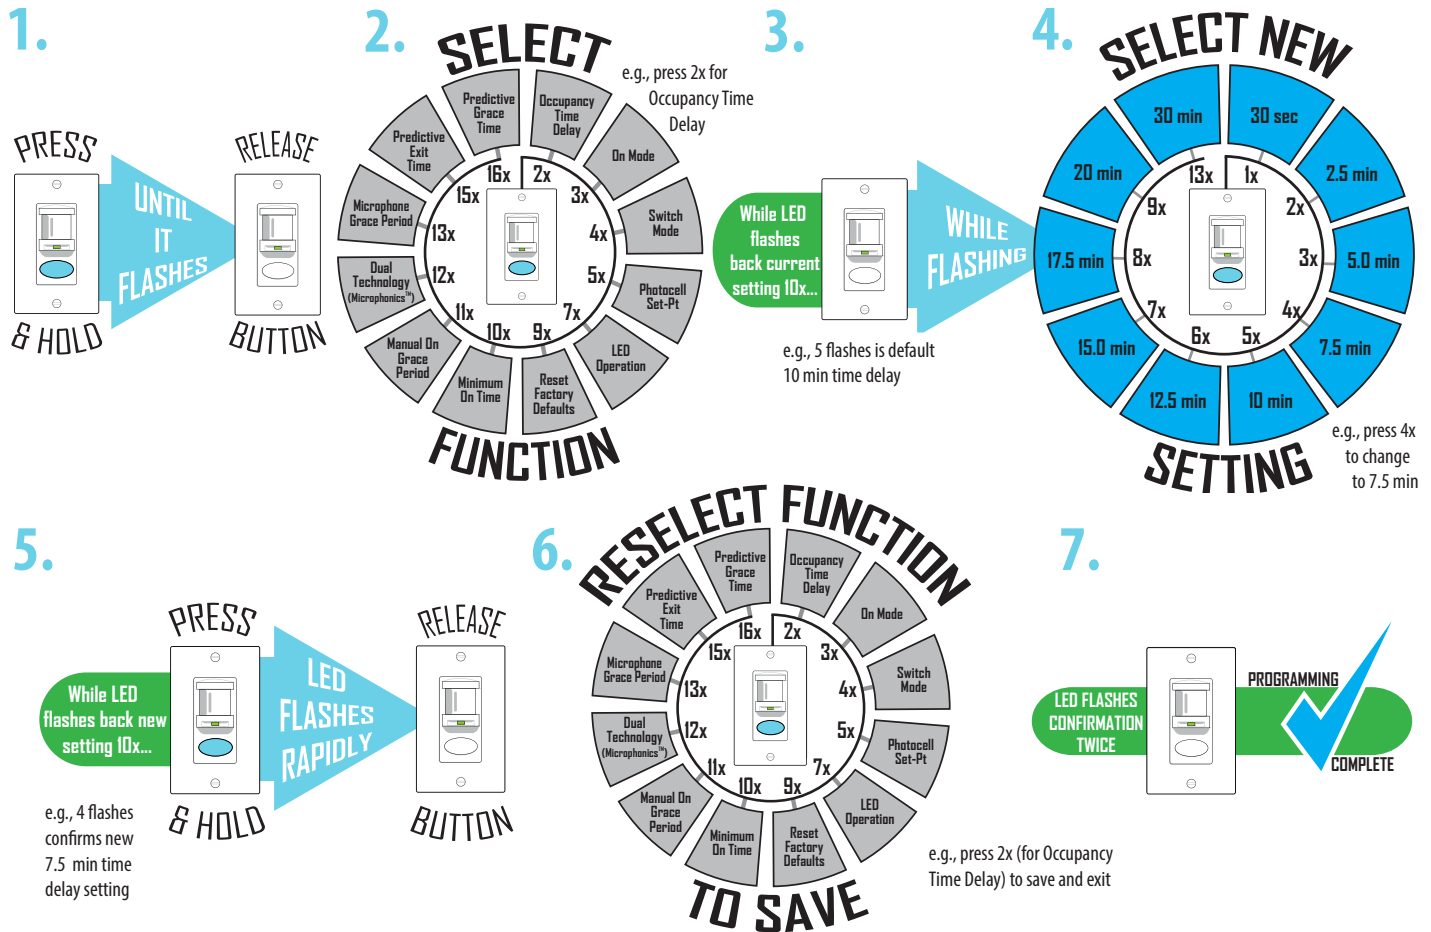 1.
PRESS
& HOLD
UNTIL
IT
FLASHES
RELEASE
BUTTON
2.
SELECT
FUNCTION
e.g., press 2x for
Occupancy Time
Delay
Occupancy
Time
Delay
2x
On Mode
3x
Switch
Mode
4x
Photocell
Set-Pt
5x
LED
Operation
7x
Reset
Factory
Defaults
9x
Minimum
On Time
10x
Manual On
Grace
Period
11x
Dual
Technology
(Microphonics™)
12x
Microphone
Grace Period
13x
Predictive
Exit
Time
15x
Predictive
Grace
Time
16x
3.
While LED
flashes
back current
setting 10x...
WHILE
FLASHING
e.g., 5 flashes is default
10 min time delay
4.
SELECT NEW
SETTING
30 sec
1x
2.5 min
2x
5.0 min
3x
7.5 min
4x
10 min
5x
12.5 min
6x
15.0 min
7x
17.5 min
8x
20 min
9x
30 min
13x
e.g., press 4x
to change
to 7.5 min
5.
While LED
flashes back new
setting 10x...
PRESS
& HOLD
LED
FLASHES
RAPIDLY
RELEASE
BUTTON
e.g., 4 flashes
confirms new
7.5 min time
delay setting
6.
RESELECT FUNCTION
TO SAVE
Occupancy
Time
Delay
2x
On Mode
3x
Switch
Mode
4x
Photocell
Set-Pt
5x
LED
Operation
7x
Reset
Factory
Defaults
9x
Minimum
On Time
10x
Manual On
Grace
Period
11x
Dual
Technology
(Microphonics™)
12x
Microphone
Grace Period
13x
Predictive
Exit
Time
15x
Predictive
Grace
Time
16x
e.g., press 2x (for Occupancy
Time Delay) to save and exit
7.
LED FLASHES
CONFIRMATION
TWICE
PROGRAMMING
COMPLETE